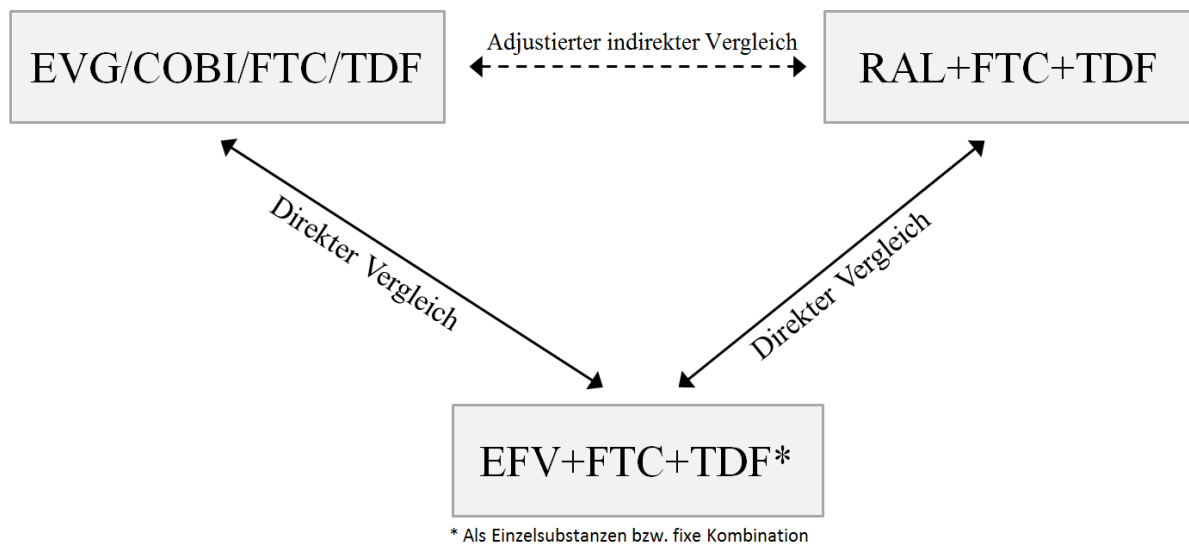 EVG/COBI/FTC/TDF
Adjustierter indirekter Vergleich
RAL+FTC+TDF
Direkter Vergleich
Direkter Vergleich
EFV+FTC+TDF*
* Als Einzelsubstanzen bzw. fixe Kombination